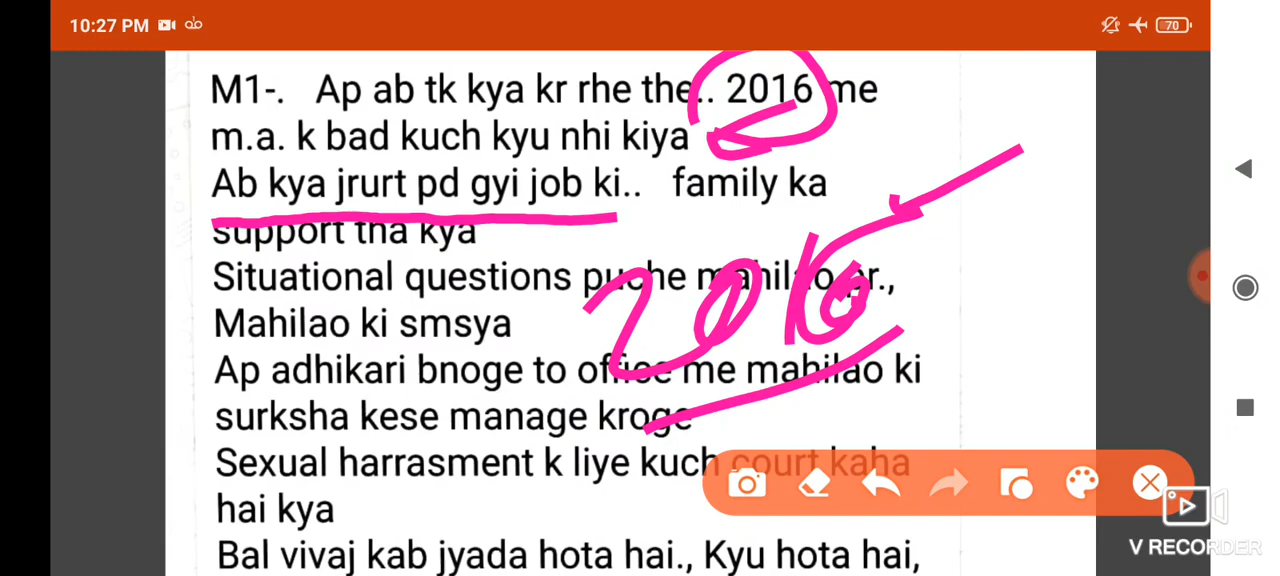 10:27 PM
70
M1-. Ap ab tk kya kr rhe the.. 2016 me
m.a. k bad kuch kyu nhi kiya
Ab kya jrurt pd gyi job ki.. family ka
support tha kya
Situational questions puche mahilao pr.,
Mahilao ki smsya
2016
Ap adhikari bnoge to office me mahilao ki
surksha kese manage kroge
Sexual harrasment k liye kuch court kaha
hai kya
Bal vivaj kab jyada hota hai., Kyu hota hai,
V RECORDER